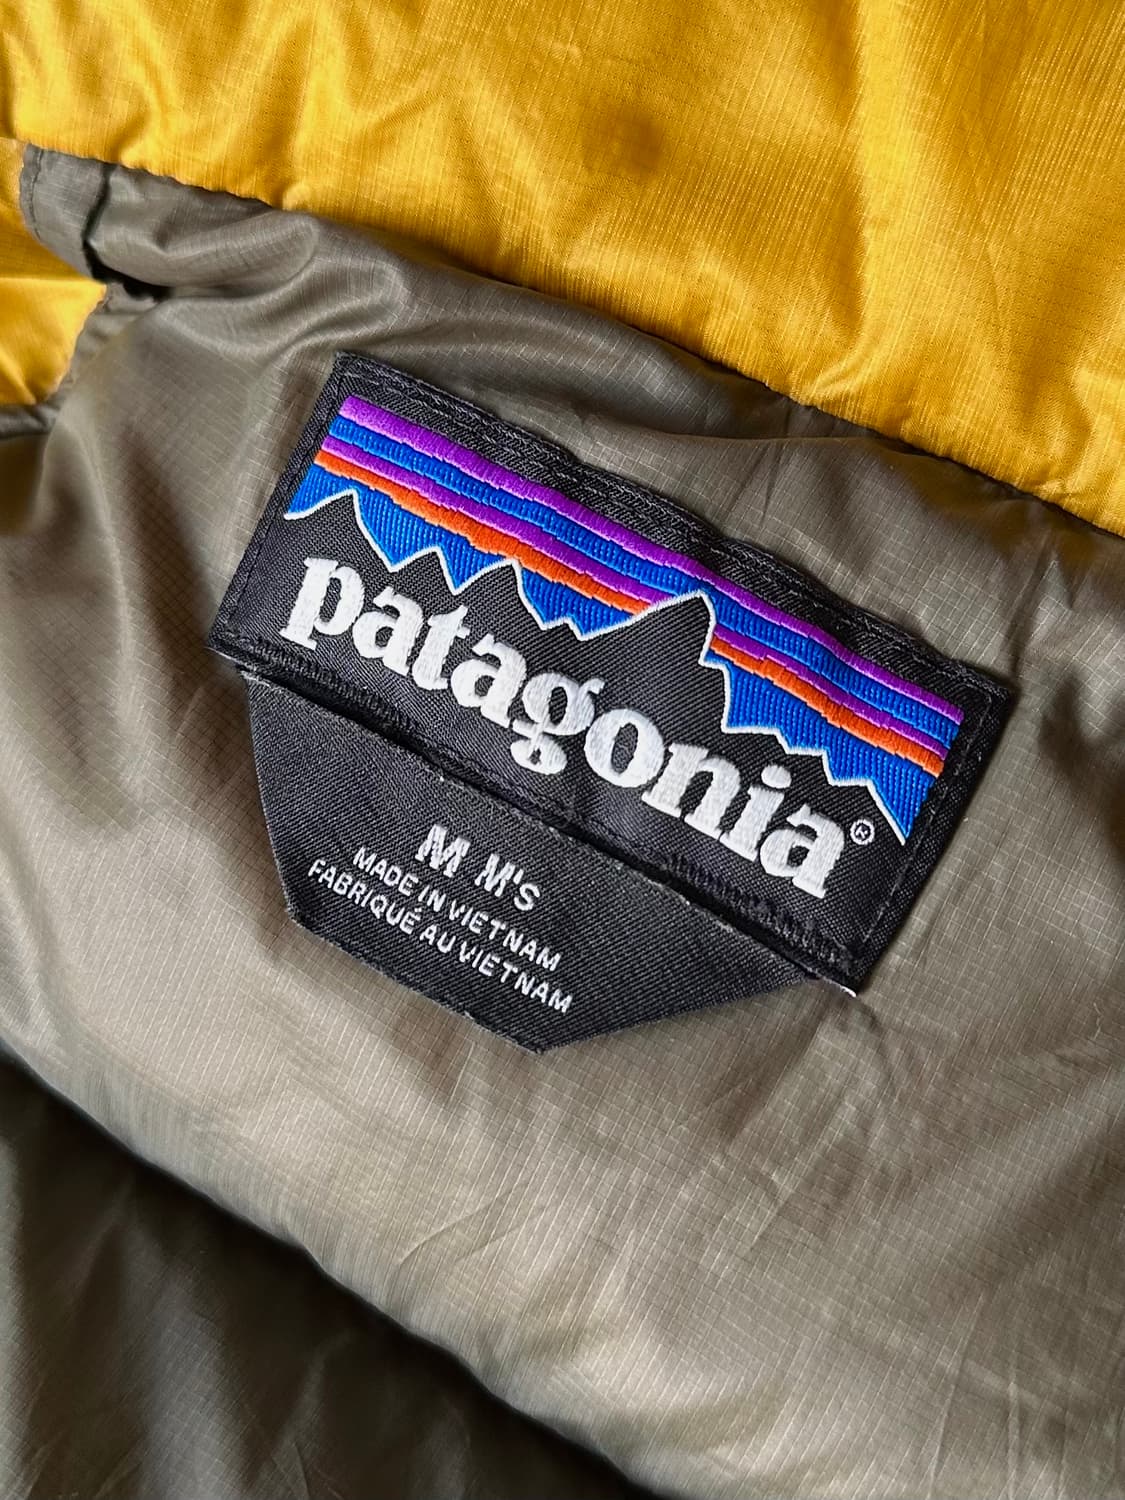 patagonia®
M M'S
MADE IN VIETNAM
FABRIQUÉ AU VIETNAM